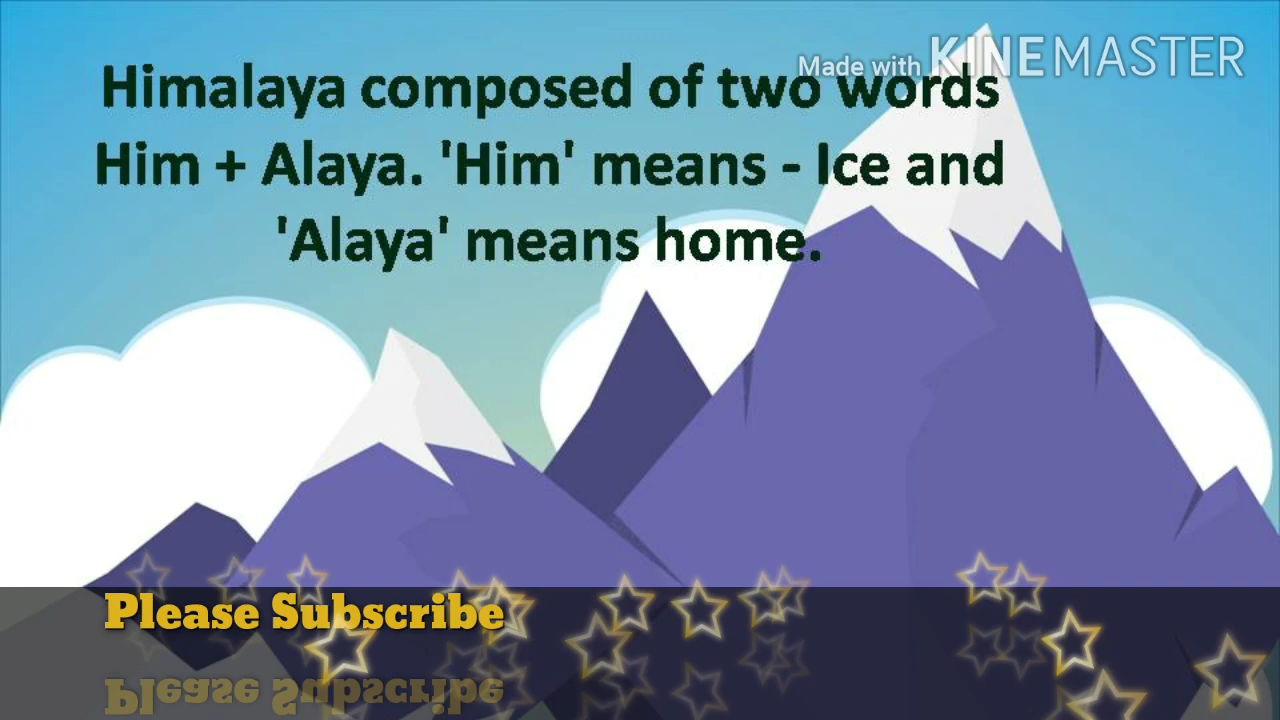 Made with KINEMASTER
Himalaya composed of two words
Him + Alaya. 'Him' means - Ice and
'Alaya' means home.
Please Subscribe